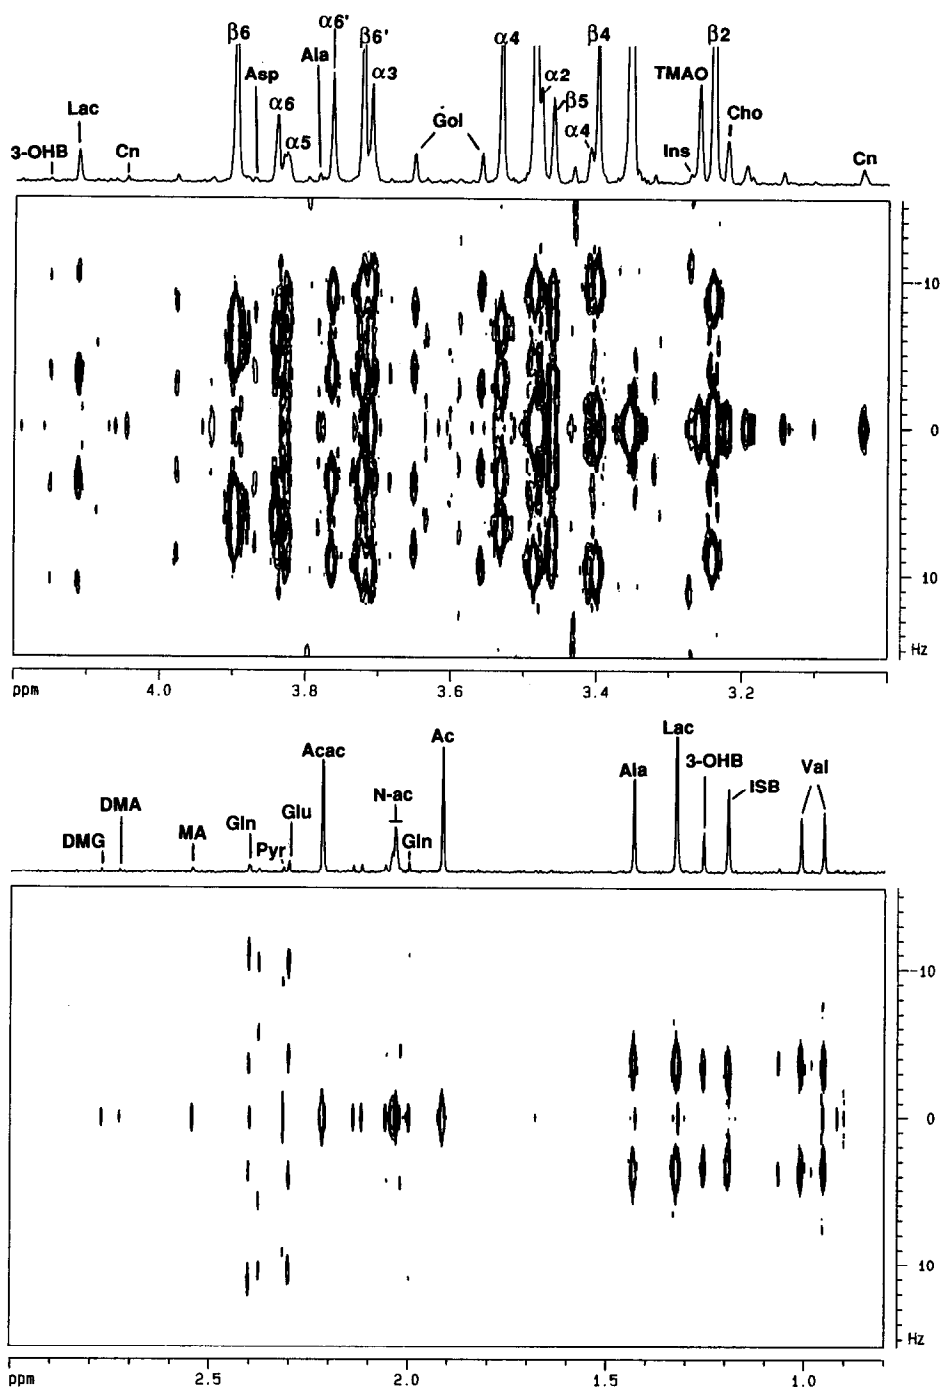 β6 α6' β6' α4 β4 β2
Asp Ala α3 α2 TMAO
Lac α6 Gol β5 Cho
3-OHB Cn α5 α4 Ins Cn
-10
0
10
Hz
ppm 4.0 3.8 3.6 3.4 3.2
Ac Lac
Acac 3-OHB
DMA N-ac Ala ISB Val
DMG MA Gln Pyr Glu Gln
-10
0
10
Hz
ppm 2.5 2.0 1.5 1.0